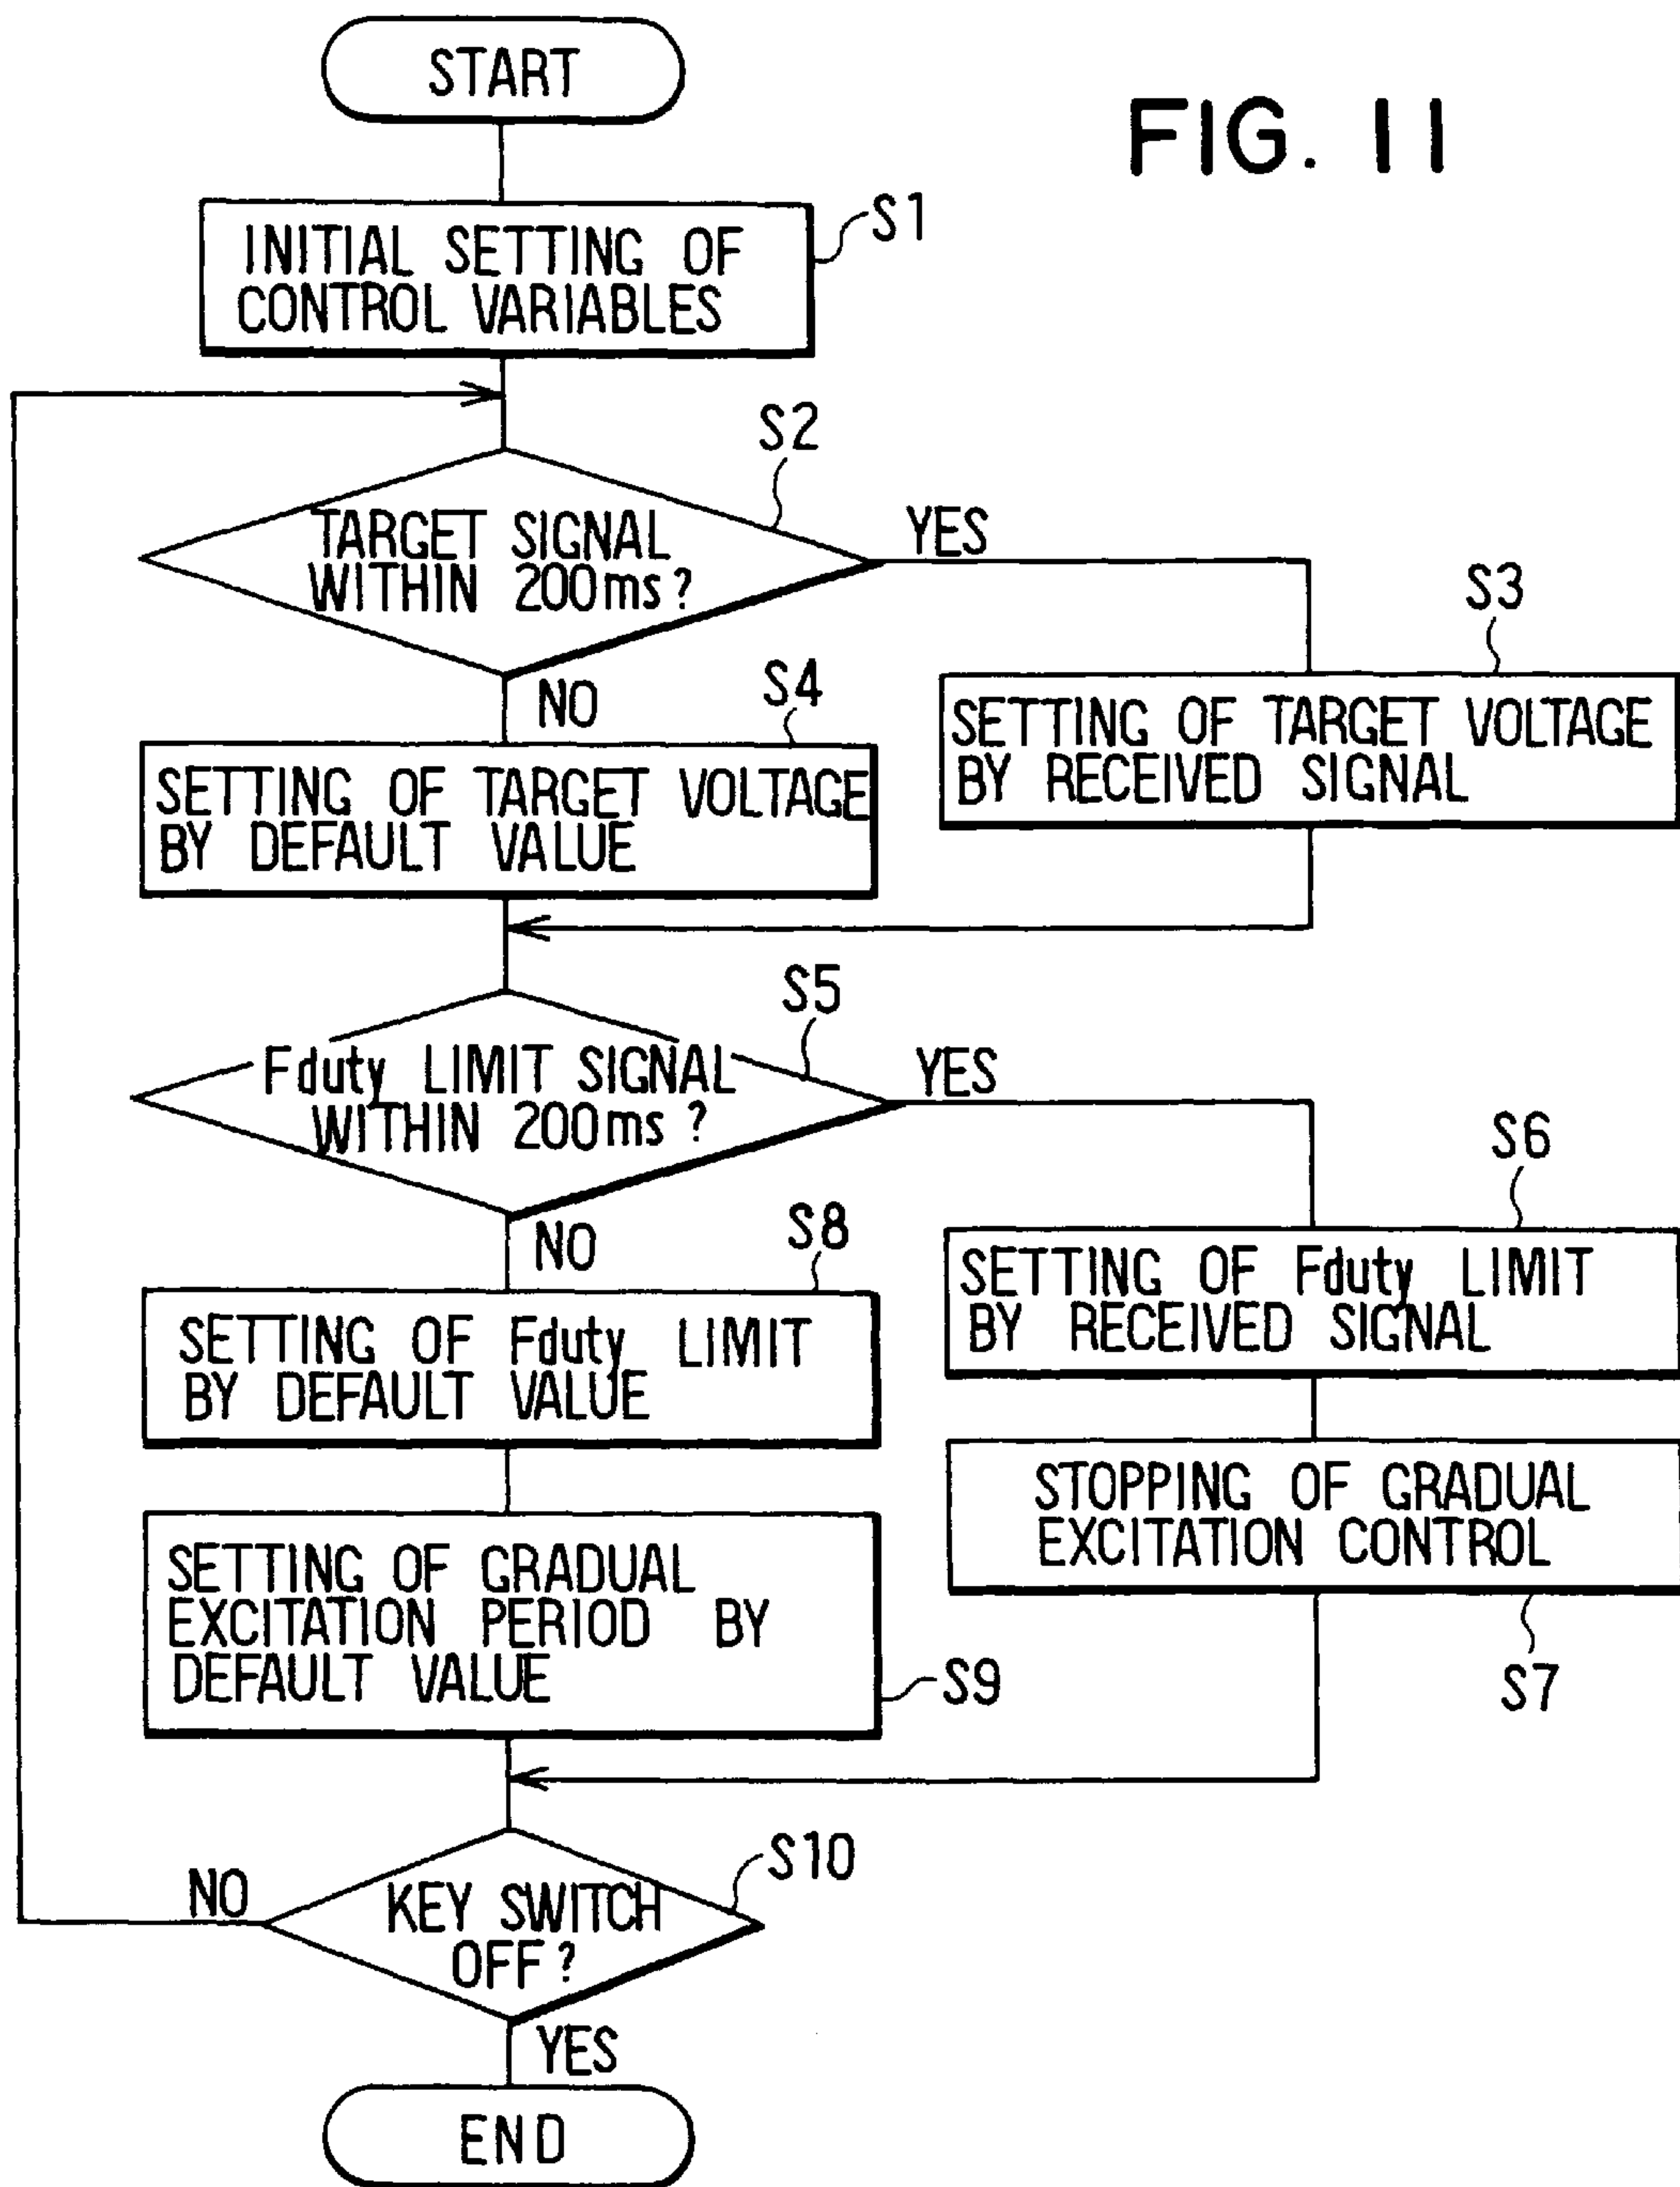 START
FIG. 11
INITIAL SETTING OF
CONTROL VARIABLES
S1
S2
TARGET SIGNAL
WITHIN 200ms?
YES
NO
S3
SETTING OF TARGET VOLTAGE
BY RECEIVED SIGNAL
S4
SETTING OF TARGET VOLTAGE
BY DEFAULT VALUE
S5
Fduty LIMIT SIGNAL
WITHIN 200ms?
YES
NO
S6
SETTING OF Fduty LIMIT
BY RECEIVED SIGNAL
STOPPING OF GRADUAL
EXCITATION CONTROL
S7
S8
SETTING OF Fduty LIMIT
BY DEFAULT VALUE
SETTING OF GRADUAL
EXCITATION PERIOD BY
DEFAULT VALUE
S9
S10
KEY SWITCH
OFF?
NO
YES
END